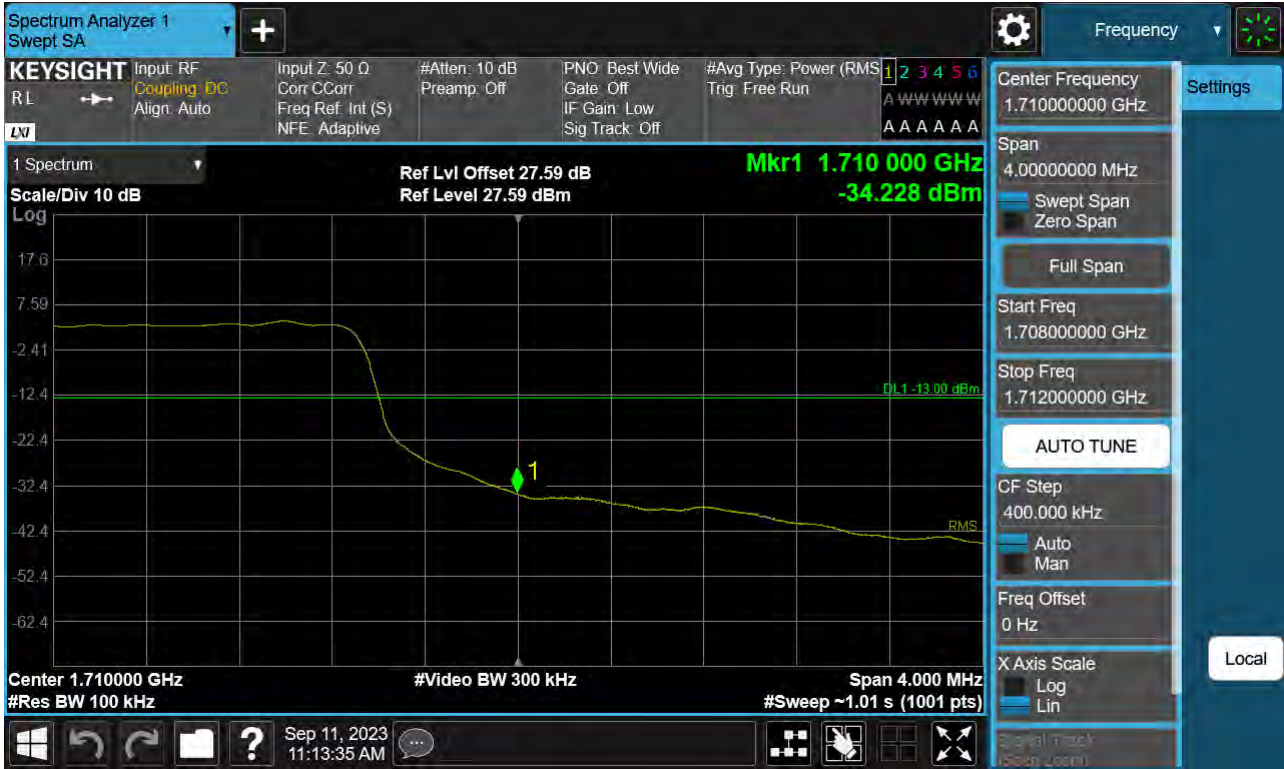 Spectrum Analyzer 1
Swept SA
+
Frequency
KEYSIGHT
RL
LXI
Input: RF
Coupling: DC
Align: Auto
Input Z: 50 Ω
Corr CCorr
Freq Ref: Int (S)
NFE: Adaptive
#Atten: 10 dB
Preamp: Off
PNO: Best Wide
Gate: Off
IF Gain: Low
Sig Track: Off
#Avg Type: Power (RMS
Trig: Free Run
1 2 3 4 5 6
A W W W W W
A A A A A A
1 Spectrum
Scale/Div 10 dB
Log
Ref Lvl Offset 27.59 dB
Ref Level 27.59 dBm
Mkr1 1.710 000 GHz
-34.228 dBm
17.6
7.59
-2.41
-12.4
-22.4
-32.4
-42.4
-52.4
-62.4
DL1 -13.00 dBm
1
RMS
Center 1.710000 GHz
#Res BW 100 kHz
#Video BW 300 kHz
Span 4.000 MHz
#Sweep ~1.01 s (1001 pts)
Center Frequency
1.710000000 GHz
Span
4.00000000 MHz
Swept Span
Zero Span
Full Span
Start Freq
1.708000000 GHz
Stop Freq
1.712000000 GHz
AUTO TUNE
CF Step
400.000 kHz
Auto
Man
Freq Offset
0 Hz
X Axis Scale
Log
Lin
Signal Track
(Span Zoom)
Settings
Local
?
Sep 11, 2023
11:13:35 AM